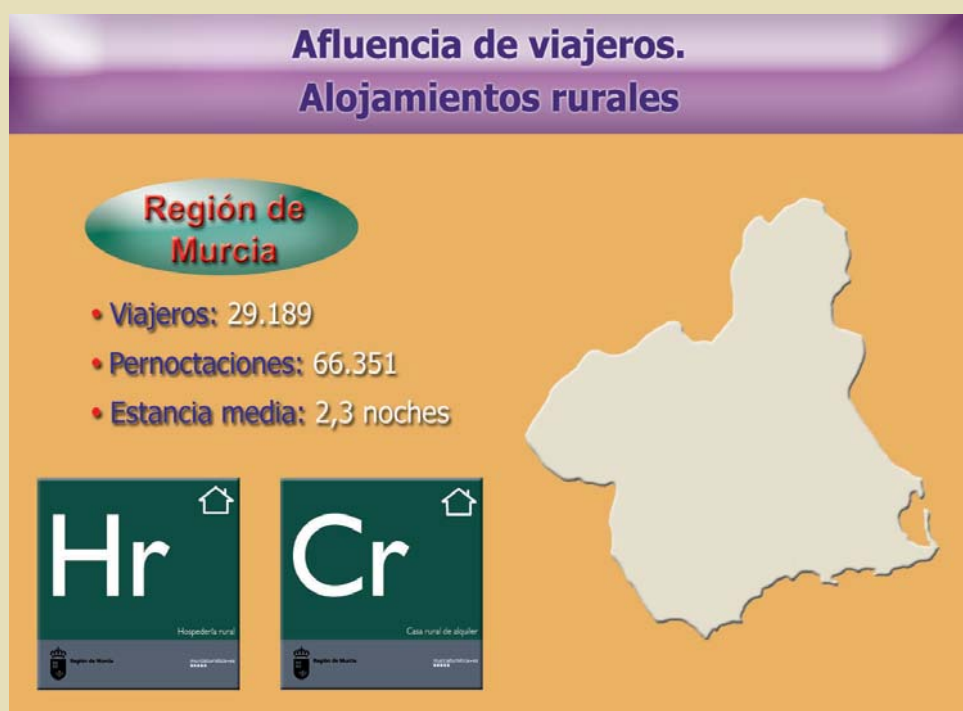 Afluencia de viajeros.
Alojamientos rurales
Región de
Murcia
• Viajeros: 29.189
• Pernoctaciones: 66.351
• Estancia media: 2,3 noches
Hr
Hospedería rural
Región de Murcia
Cr
Casa rural de alquiler
Región de Murcia